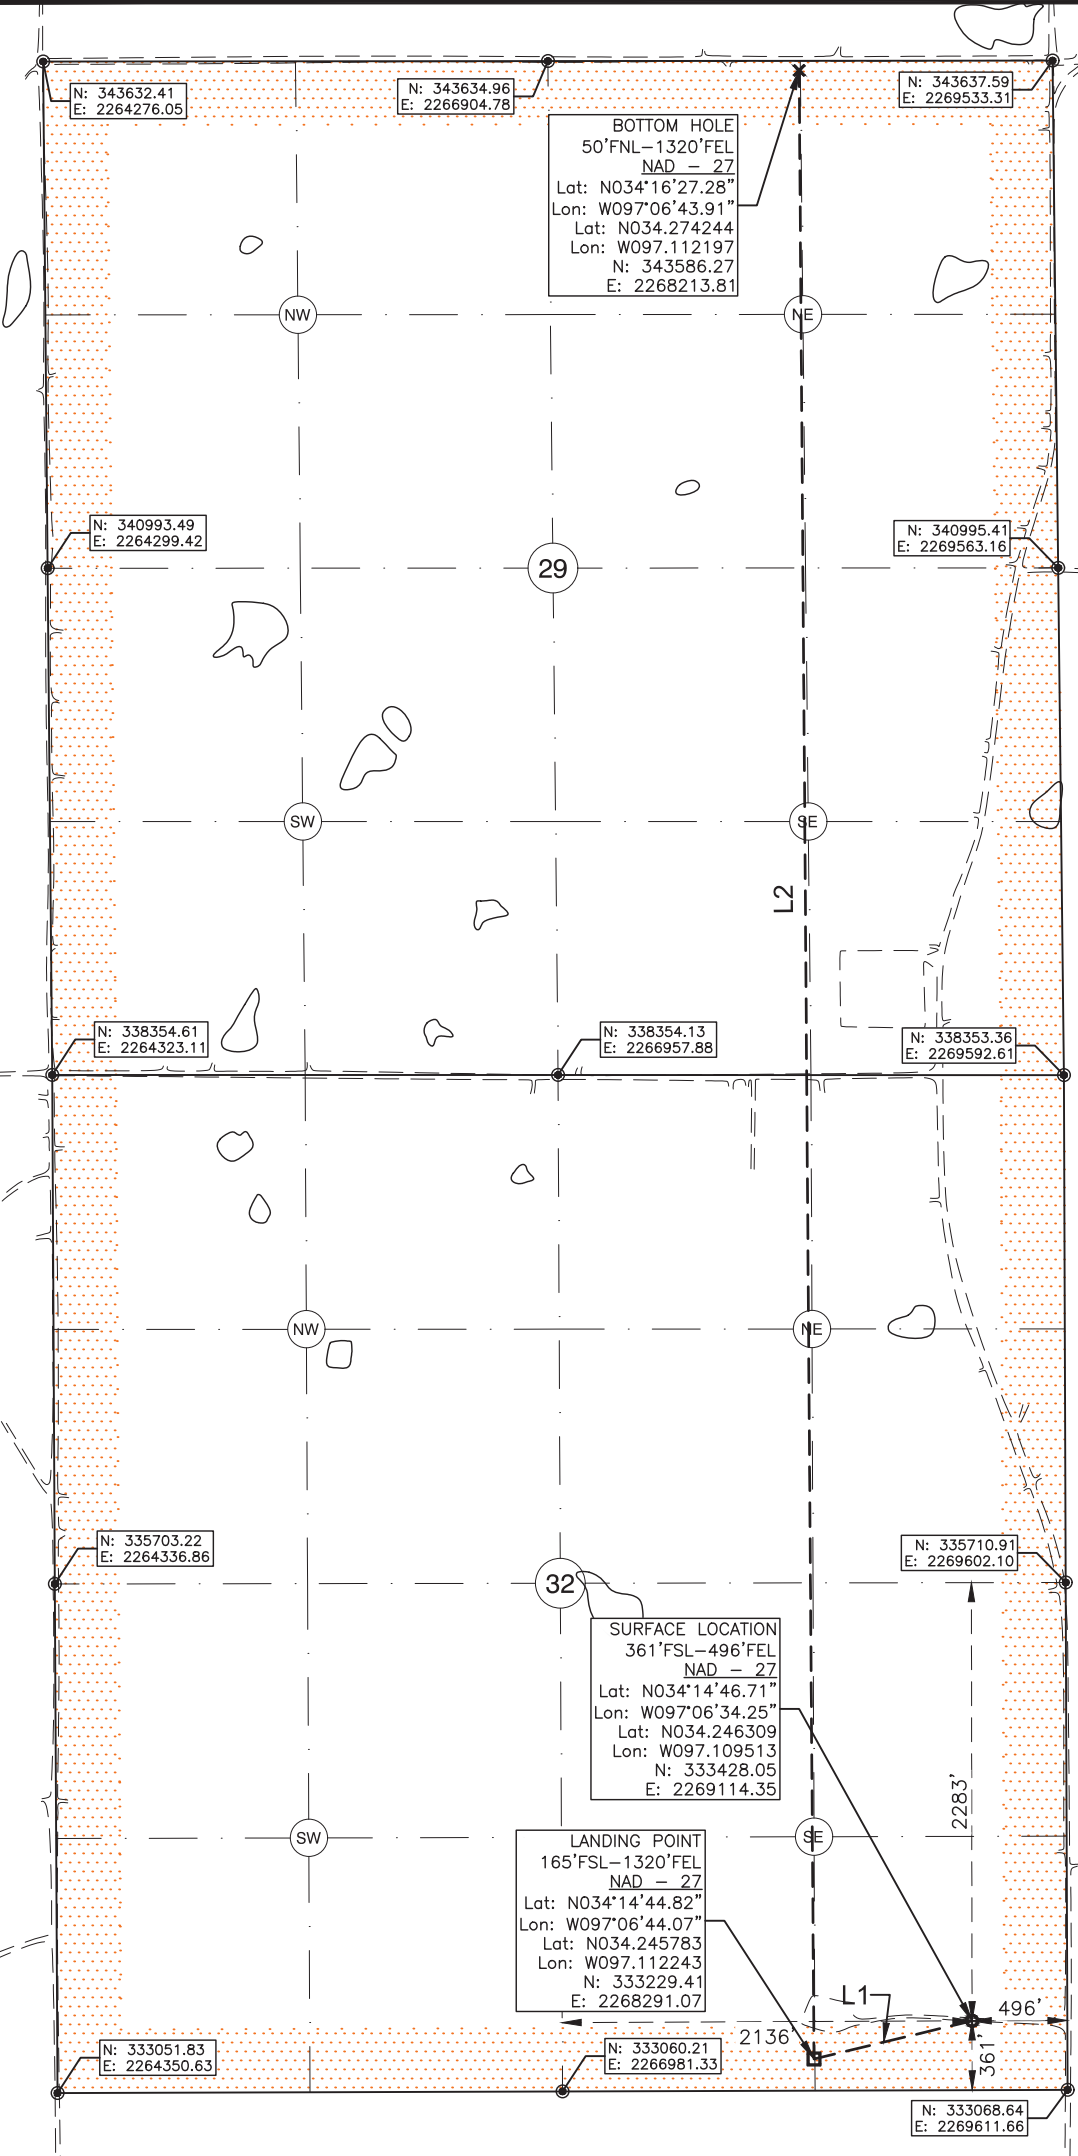 N: 343632.41
E: 2264276.05
N: 343634.96
E: 2266904.78
N: 343637.59
E: 2269533.31
BOTTOM HOLE
50'FNL-1320'FEL
NAD - 27
Lat: N034°16'27.28"
Lon: W097°06'43.91"
Lat: N034.274244
Lon: W097.112197
N: 343586.27
E: 2268213.81
NW
NE
N: 340993.49
E: 2264299.42
N: 340995.41
E: 2269563.16
29
SW
SE
L2
N: 338354.61
E: 2264323.11
N: 338354.13
E: 2266957.88
N: 338353.36
E: 2269592.61
NW
NE
N: 335703.22
E: 2264336.86
N: 335710.91
E: 2269602.10
32
SURFACE LOCATION
361'FSL-496'FEL
NAD - 27
Lat: N034°14'46.71"
Lon: W097°06'34.25"
Lat: N034.246309
Lon: W097.109513
N: 333428.05
E: 2269114.35
2283'
SW
SE
LANDING POINT
165'FSL-1320'FEL
NAD - 27
Lat: N034°14'44.82"
Lon: W097°06'44.07"
Lat: N034.245783
Lon: W097.112243
N: 333229.41
E: 2268291.07
L1
496'
2136'
361'
N: 333051.83
E: 2264350.63
N: 333060.21
E: 2266981.33
N: 333068.64
E: 2269611.66